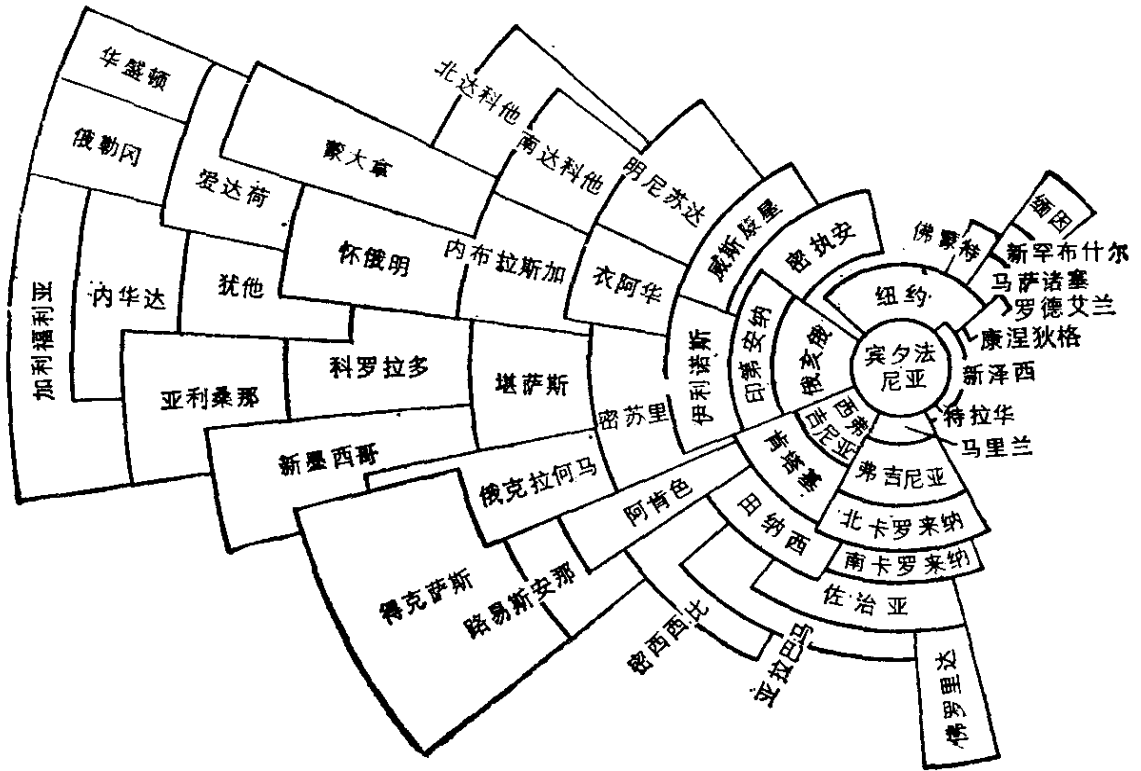 华盛顿
俄勒冈
加利福利亚
内华达
爱达荷
犹他
亚利桑那
蒙大拿
怀俄明
科罗拉多
新墨西哥
北达科他
南达科他
内布拉斯加
堪萨斯
俄克拉何马
得克萨斯
明尼苏达
衣阿华
密苏里
阿肯色
路易斯安那
威斯康星
伊利诺斯
密执安
印第安纳
俄亥俄
肯塔基
田纳西
密西西比
亚拉巴马
西弗
吉尼亚
宾夕法
尼亚
纽约
佛蒙特
缅因
新罕布什尔
马萨诸塞
罗德艾兰
康涅狄格
新泽西
特拉华
马里兰
弗吉尼亚
北卡罗来纳
南卡罗来纳
佐治亚
佛罗里达